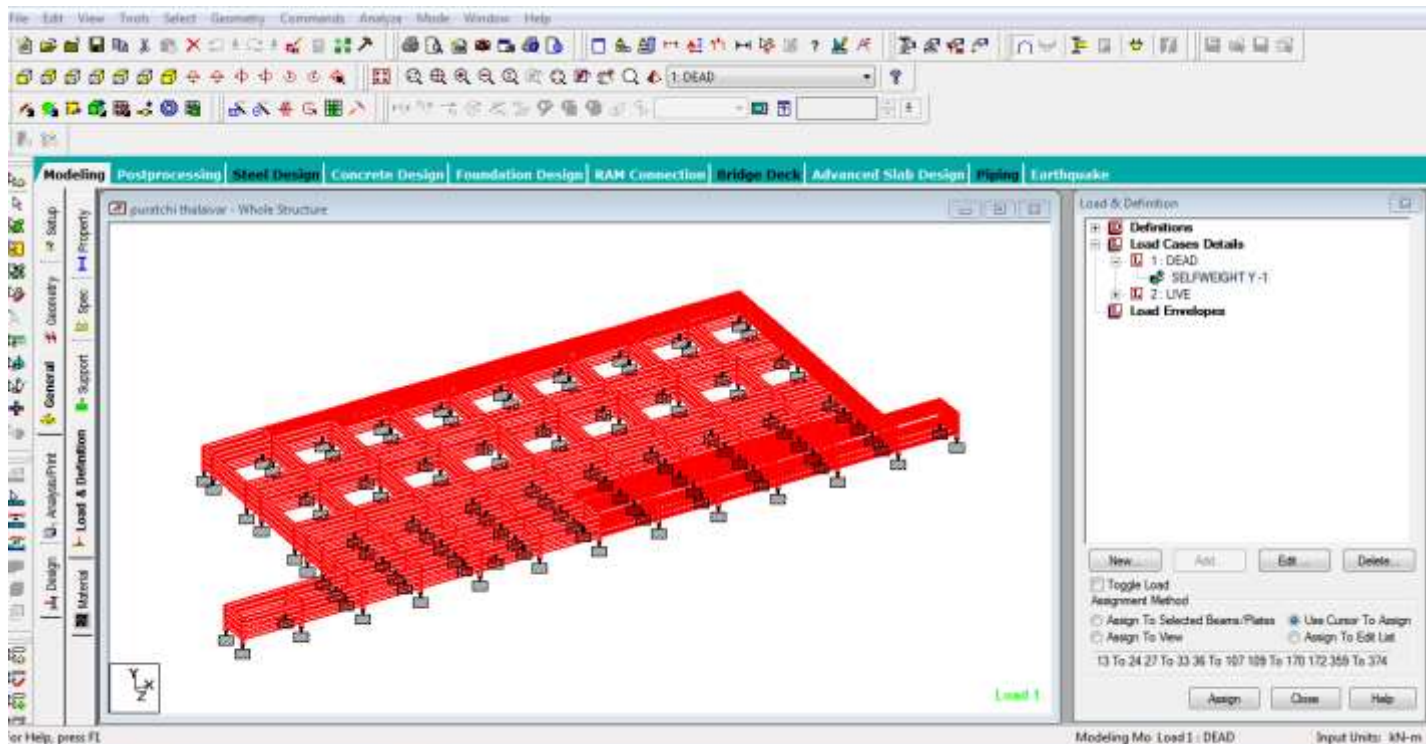 File Edit View Tools Select Geometry Commands Analyze Mode Window Help
1: DEAD
Modeling Postprocessing Steel Design Concrete Design Foundation Design RAM Connection Bridge Deck Advanced Slab Design Piping Earthquake
puratchi thalaivar - Whole Structure
Setup
Geometry
General
Analysis/Print
Design
Property
Spec
Support
Load & Definition
Material
Y
X
Z
Load 1
Load & Definition
Definitions
Load Cases Details
1 : DEAD
SELFWEIGHT Y -1
2 : LIVE
Load Envelopes
New... Add... Edit... Delete...
Toggle Load
Assignment Method
Assign To Selected Beams/Plates Use Cursor To Assign
Assign To View Assign To Edit List
13 To 24 27 To 33 36 To 107 109 To 170 172 359 To 374
Assign Close Help
For Help, press F1 Modeling Mo Load 1 : DEAD Input Units: kN-m